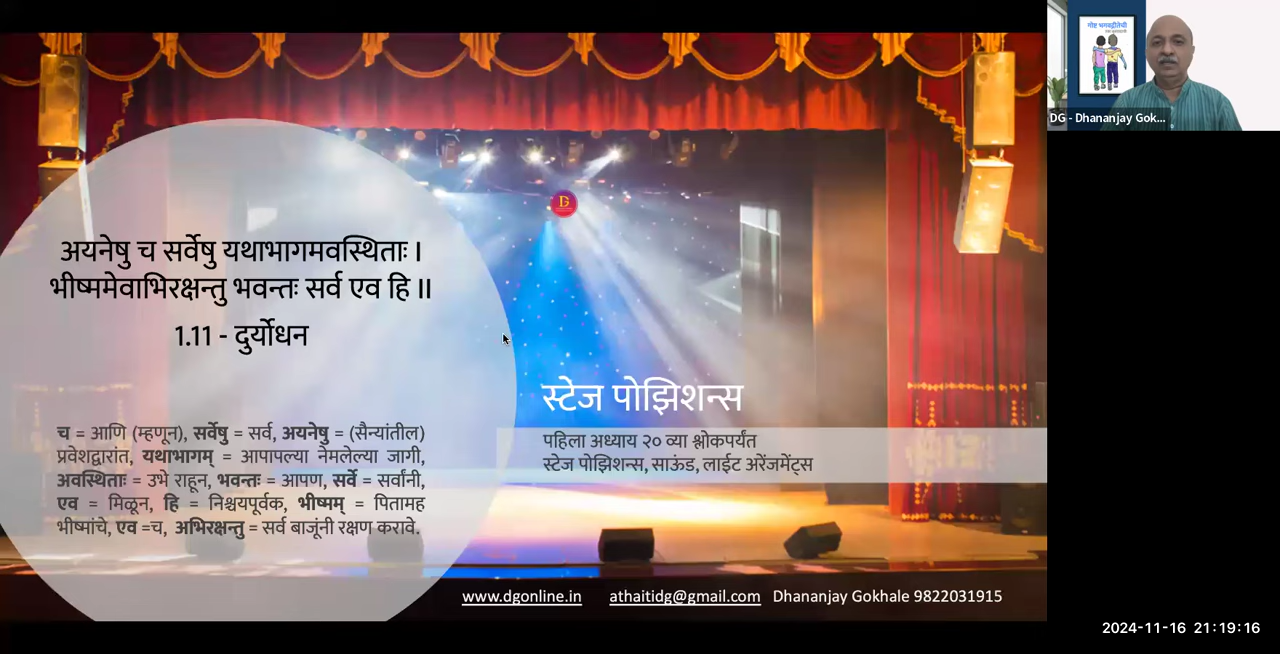 अयनेषु च सर्वेषु यथाभागमवस्थिताः ।
भीष्ममेवाभिरक्षन्तु भवन्तः सर्व एव हि ॥
1.11 - दुर्योधन
च = आणि (म्हणून), सर्वेषु = सर्व, अयनेषु = (सैन्यांतील)
प्रवेशद्वारांत, यथाभागम् = आपापल्या नेमलेल्या जागी,
अवस्थिताः = उभे राहून, भवन्तः = आपण, सर्वे = सर्वांनी,
एव = मिळून, हि = निश्चयपूर्वक, भीष्मम् = पितामह
भीष्मांचे, एव =च, अभिरक्षन्तु = सर्व बाजूंनी रक्षण करावे.
स्टेज पोझिशन्स
पहिला अध्याय २० व्या श्लोकपर्यंत
स्टेज पोझिशन्स, साऊंड, लाईट अरेंजमेंट्स
www.dgonline.in athaitidg@gmail.com Dhananjay Gokhale 9822031915
गोष्ट भगवद्गीतेची
DG - Dhananjay Gok...
2024-11-16 21:19:16